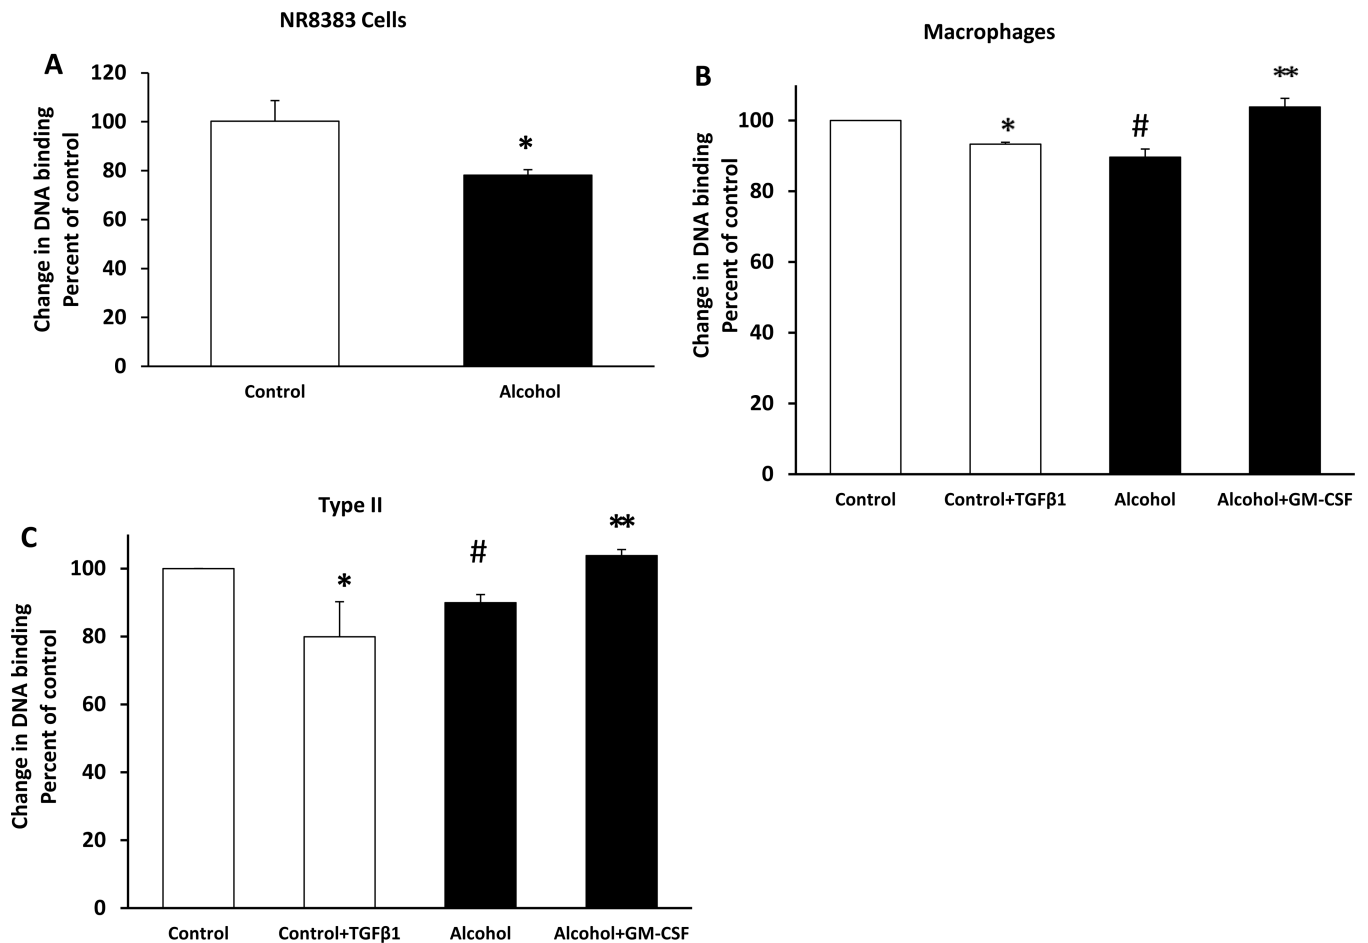 NR8383 Cells
A
Change in DNA binding
Percent of control
120
100
80
60
40
20
0
*
Control
Alcohol
Macrophages
B
Change in DNA binding
Percent of control
100
80
60
40
20
0
*
#
**
Control
Control+TGFβ1
Alcohol
Alcohol+GM-CSF
Type II
C
Change in DNA binding
Percent of control
100
80
60
40
20
0
*
#
**
Control
Control+TGFβ1
Alcohol
Alcohol+GM-CSF